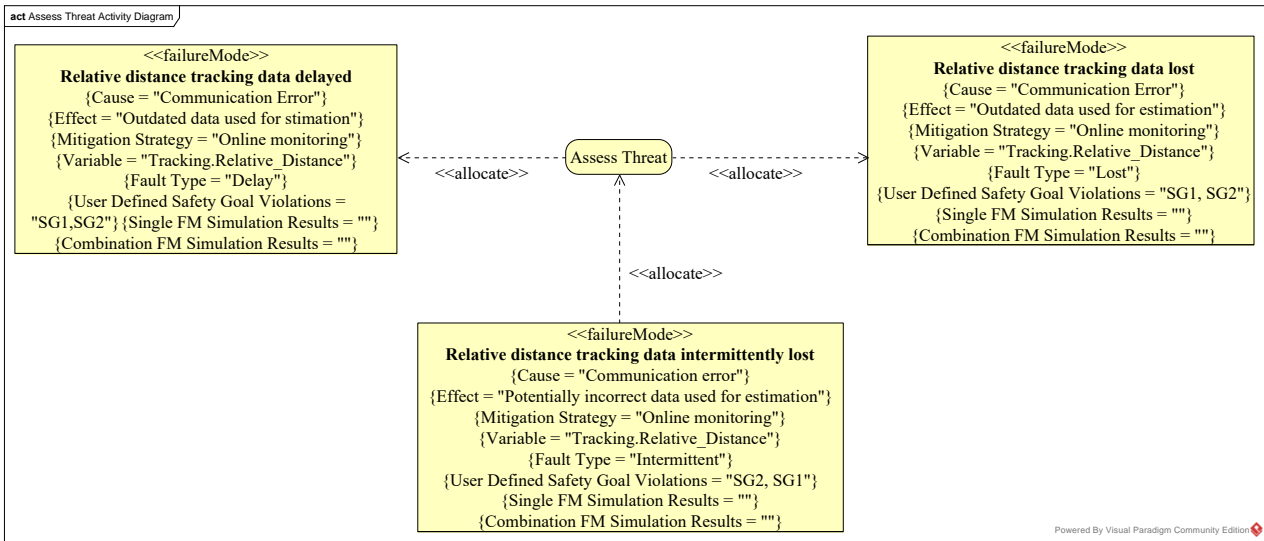 act Assess Threat Activity Diagram
<<failureMode>>
Relative distance tracking data delayed
{Cause = "Communication Error"}
{Effect = "Outdated data used for stimation"}
{Mitigation Strategy = "Online monitoring"}
{Variable = "Tracking.Relative_Distance"}
{Fault Type = "Delay"}
{User Defined Safety Goal Violations =
"SG1,SG2"} {Single FM Simulation Results = ""}
{Combination FM Simulation Results = ""}
Assess Threat
<<allocate>>
<<allocate>>
<<failureMode>>
Relative distance tracking data lost
{Cause = "Communication Error"}
{Effect = "Outdated data used for estimation"}
{Mitigation Strategy = "Online monitoring"}
{Variable = "Tracking.Relative_Distance"}
{Fault Type = "Lost"}
{User Defined Safety Goal Violations = "SG1, SG2"}
{Single FM Simulation Results = ""}
{Combination FM Simulation Results = ""}
<<allocate>>
<<failureMode>>
Relative distance tracking data intermittently lost
{Cause = "Communication error"}
{Effect = "Potentially incorrect data used for estimation"}
{Mitigation Strategy = "Online monitoring"}
{Variable = "Tracking.Relative_Distance"}
{Fault Type = "Intermittent"}
{User Defined Safety Goal Violations = "SG2, SG1"}
{Single FM Simulation Results = ""}
{Combination FM Simulation Results = ""}
Powered By Visual Paradigm Community Edition